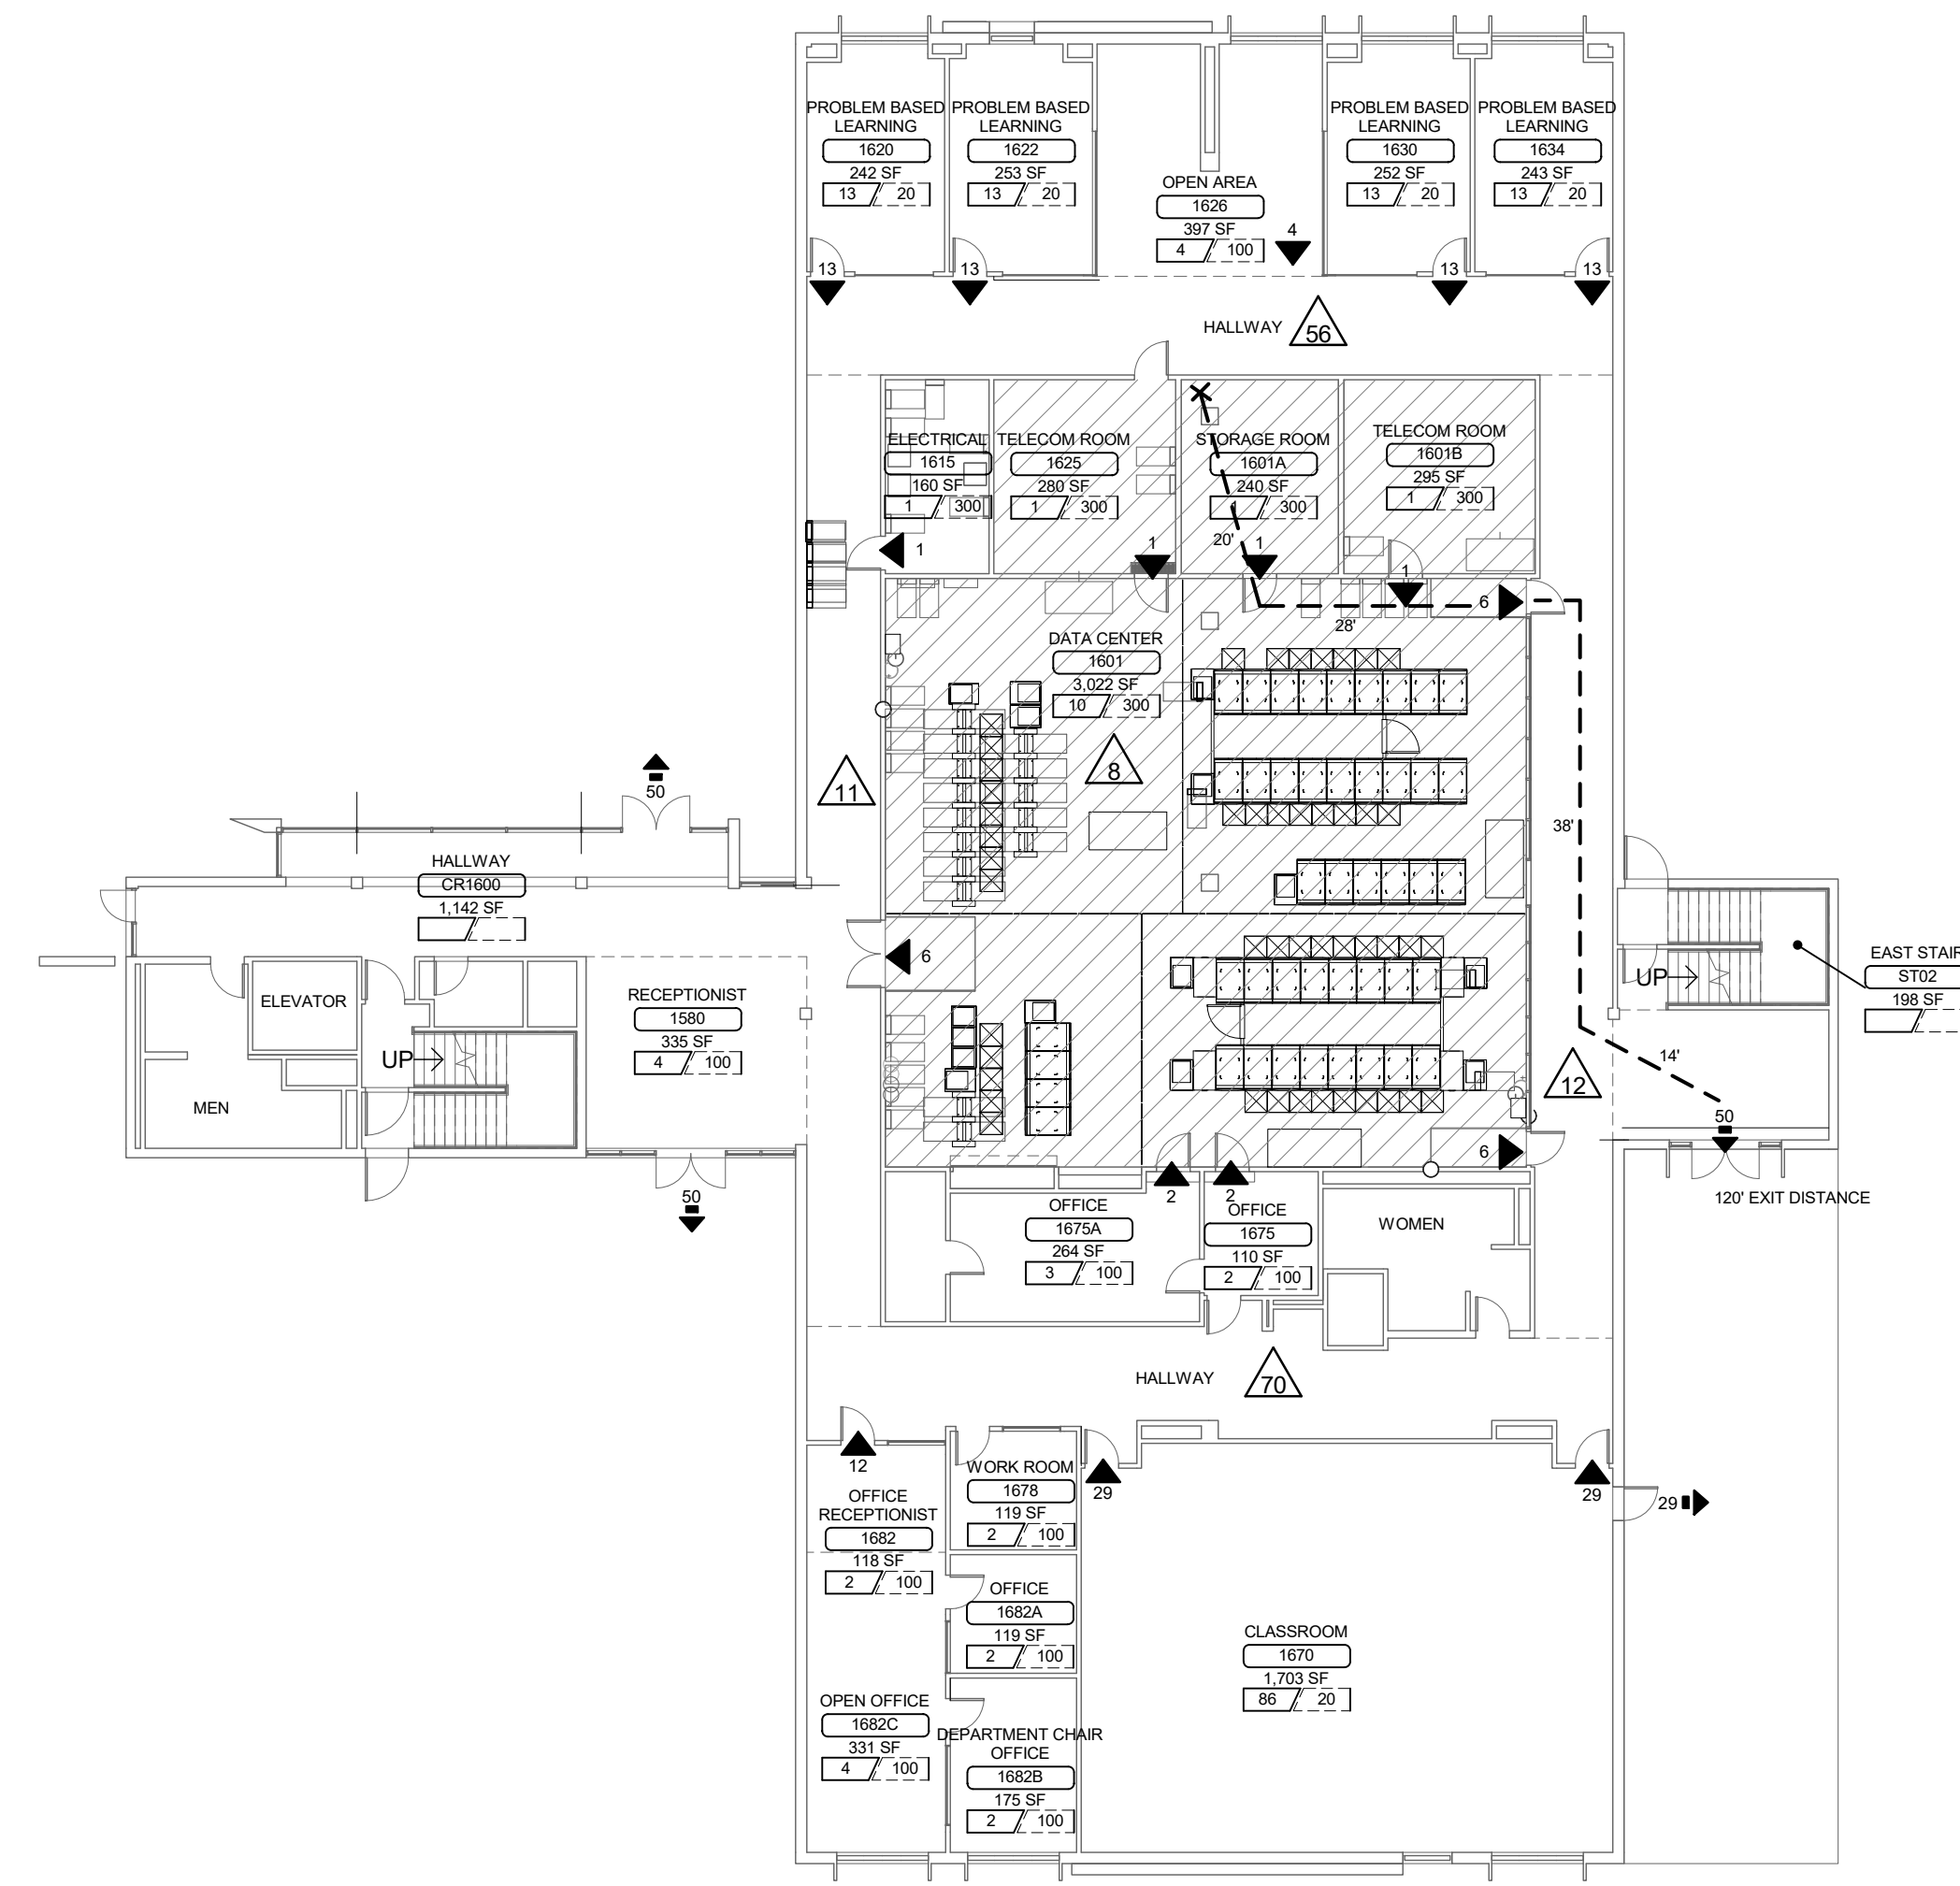 PROBLEM BASED
LEARNING
1620
242 SF
13 20
PROBLEM BASED
LEARNING
1622
253 SF
13 20
OPEN AREA
1626
397 SF
4 100
4
PROBLEM BASED
LEARNING
1630
252 SF
13 20
PROBLEM BASED
LEARNING
1634
243 SF
13 20
13
13
13
13
HALLWAY
56
ELECTRICAL
1615
160 SF
1 300
TELECOM ROOM
1625
280 SF
1 300
STORAGE ROOM
1601A
240 SF
1 300
TELECOM ROOM
1601B
295 SF
1 300
20'
1
1
1
1
6
28'
DATA CENTER
1601
3,022 SF
10 300
8
11
38'
50
HALLWAY
CR1600
1,142 SF
6
ELEVATOR
RECEPTIONIST
1580
335 SF
4 100
UP
MEN
UP
EAST STAIR
ST02
198 SF
14'
12
50
120' EXIT DISTANCE
6
50
2
2
OFFICE
1675A
264 SF
3 100
OFFICE
1675
110 SF
2 100
WOMEN
HALLWAY
70
12
29
29
29
OFFICE
RECEPTIONIST
1682
118 SF
2 100
WORK ROOM
1678
119 SF
2 100
OFFICE
1682A
119 SF
2 100
CLASSROOM
1670
1,703 SF
86 20
OPEN OFFICE
1682C
331 SF
4 100
DEPARTMENT CHAIR
OFFICE
1682B
175 SF
2 100